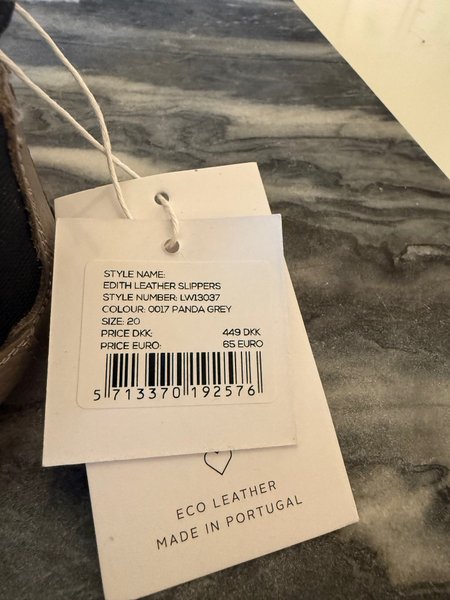 STYLE NAME:
EDITH LEATHER SLIPPERS
STYLE NUMBER: LW13037
COLOUR: 0017 PANDA GREY
SIZE: 20
PRICE DKK: 449 DKK
PRICE EURO: 65 EURO
5 713370 192576
ECO LEATHER
MADE IN PORTUGAL